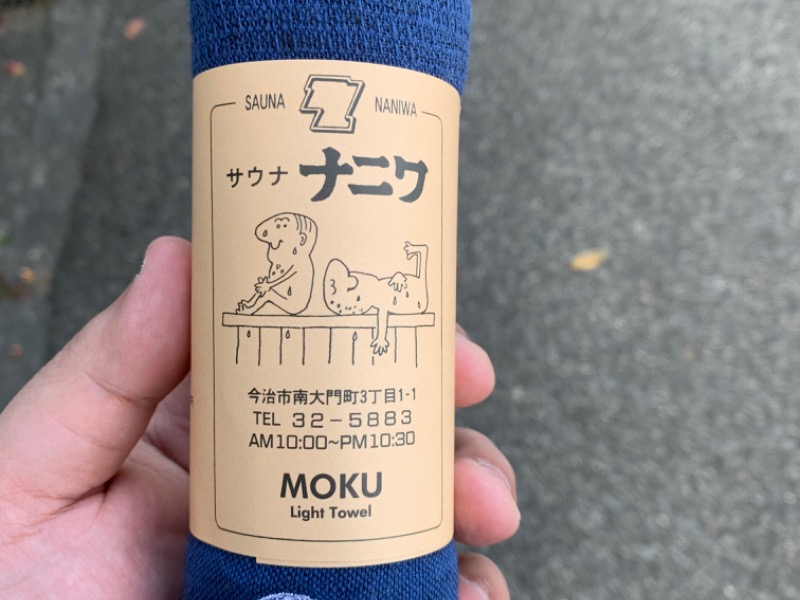 SAUNA NANIWA
サウナ ナニワ
今治市南大門町3丁目1-1
TEL 32-5883
AM10:00~PM10:30
MOKU
Light Towel